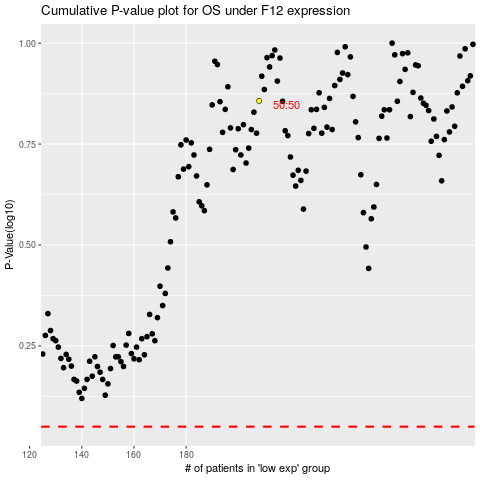 Cumulative P-value plot for OS under F12 expression
1.00
0.75
0.50
0.25
P-Value(log10)
50:50
120 140 160 180
# of patients in 'low exp' group